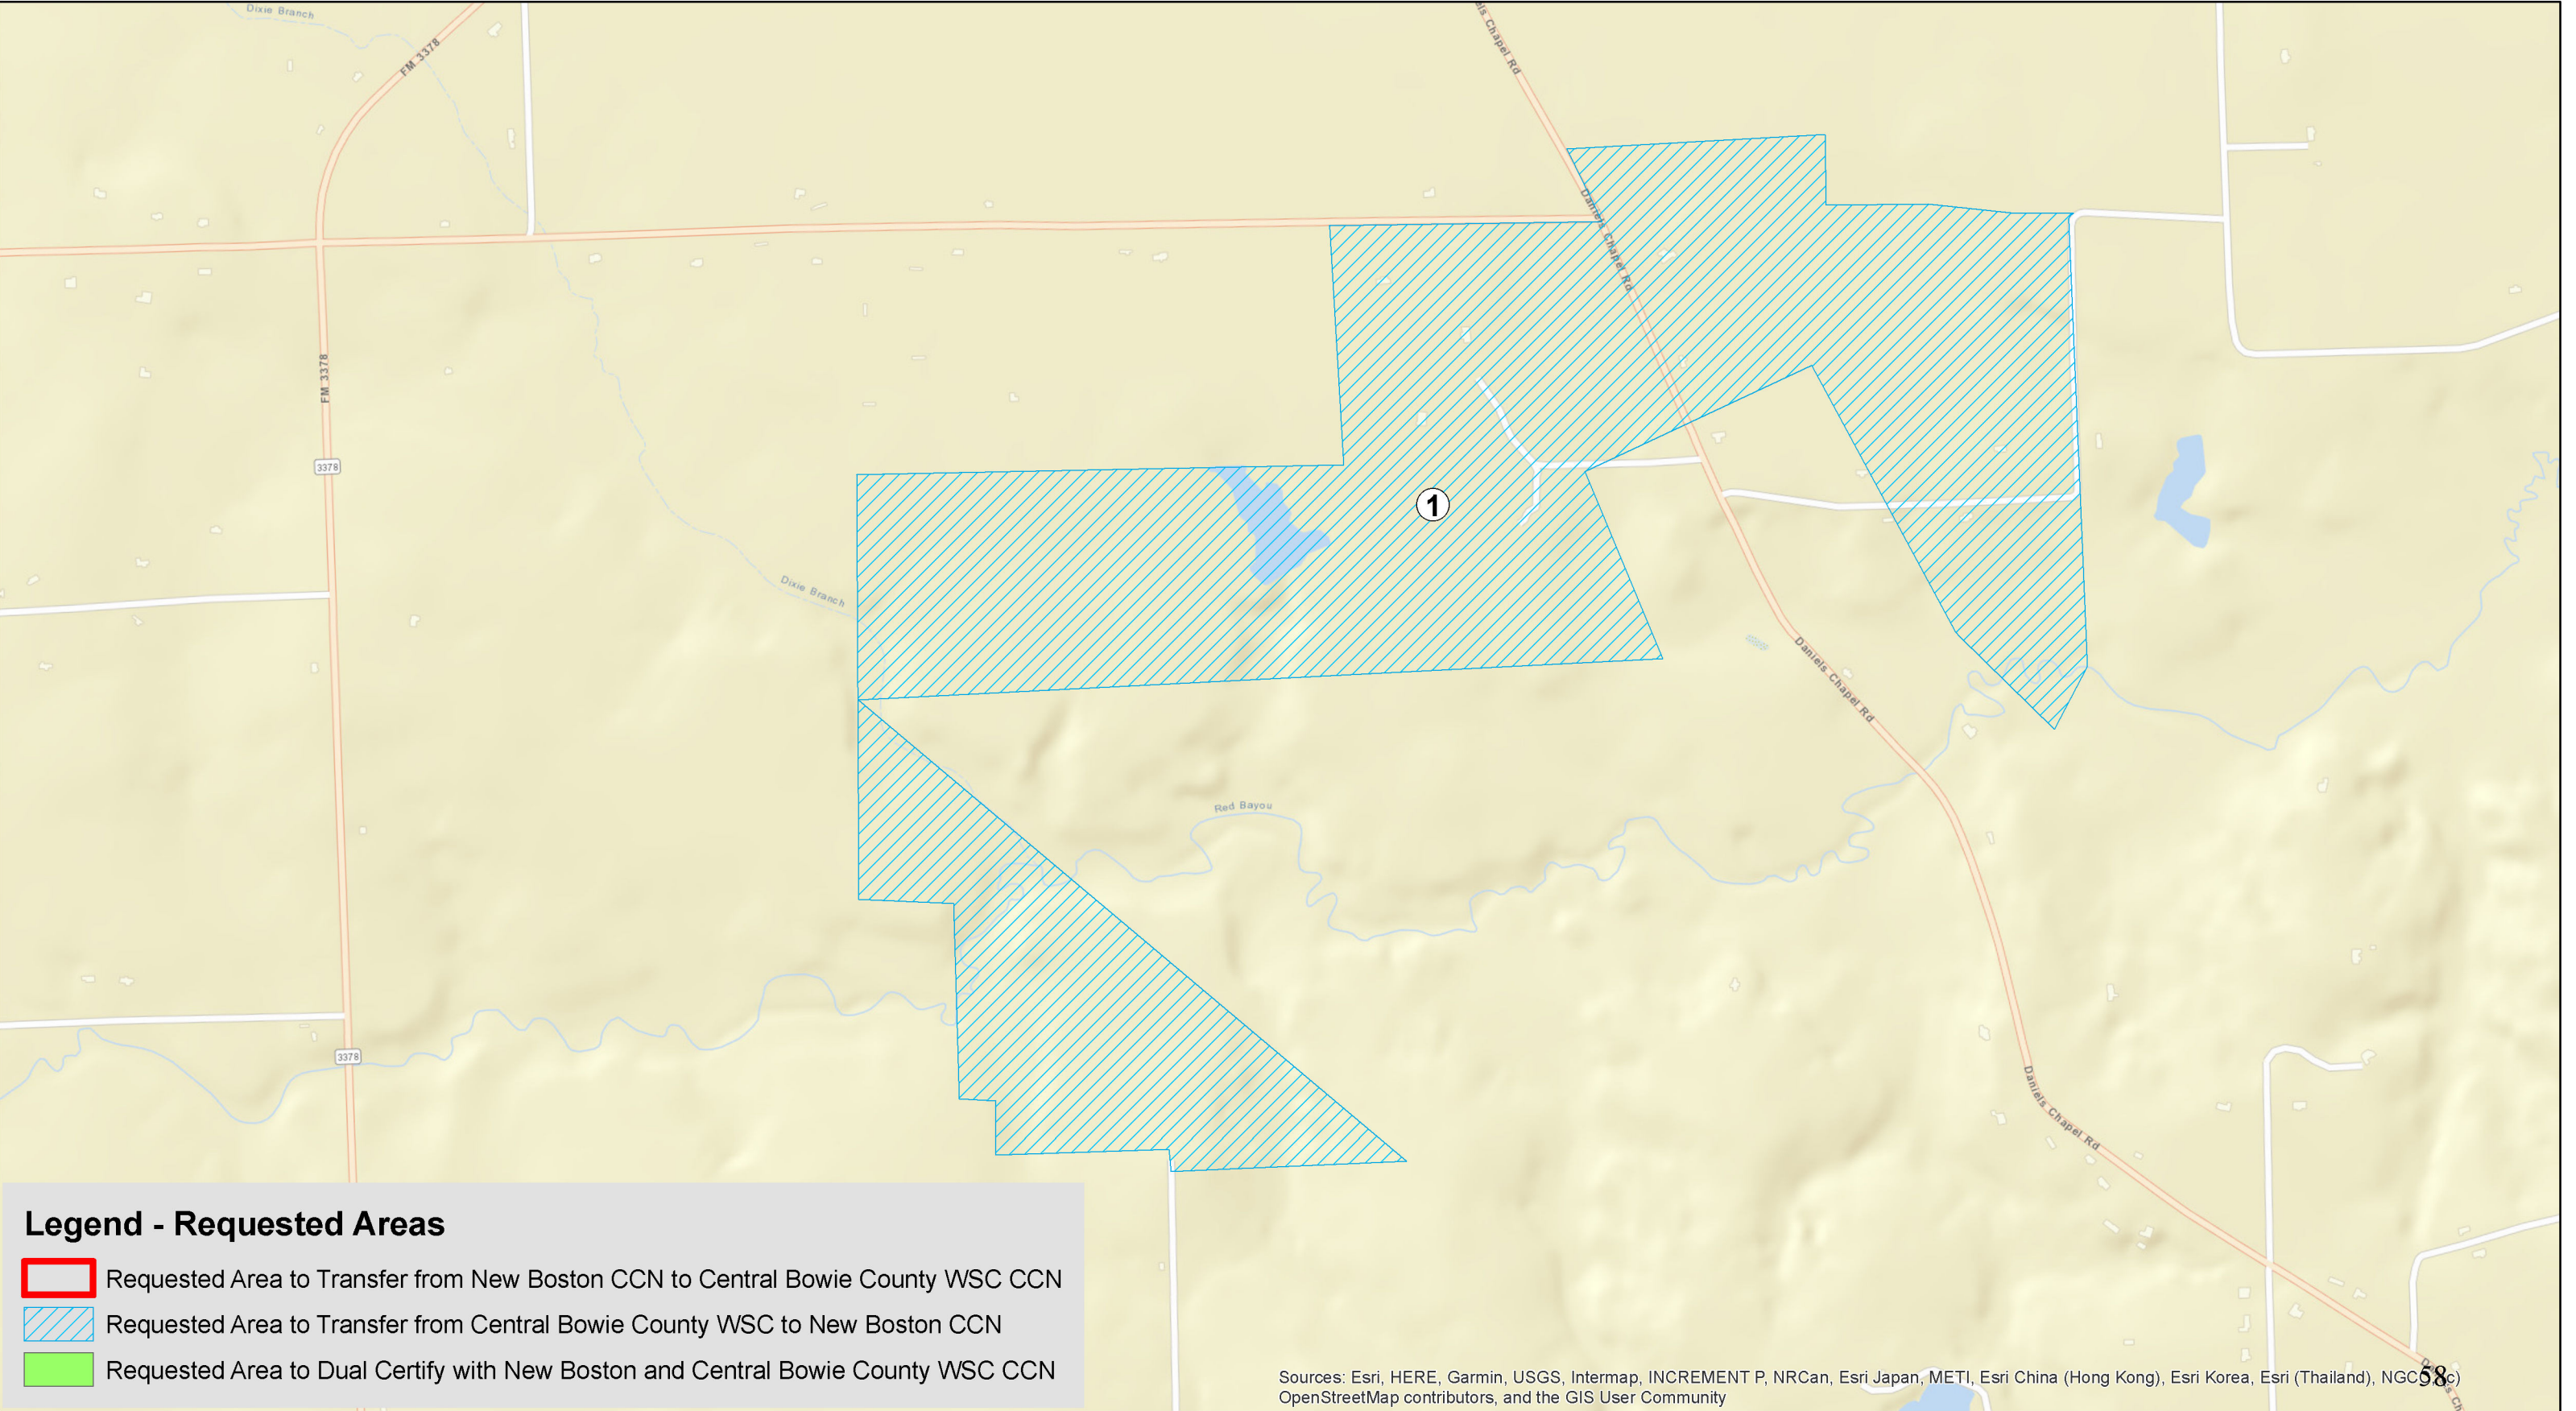 Dixie Branch
FM 3378
els Chapel Rd
Daniels Chapel Rd
Daniels Chapel Rd
FM 3378
3378
1
Dixie Branch
Daniels Chapel Rd
Red Bayou
3378
Daniels Chapel Rd
Legend - Requested Areas
Requested Area to Transfer from New Boston CCN to Central Bowie County WSC CCN
Requested Area to Transfer from Central Bowie County WSC to New Boston CCN
Requested Area to Dual Certify with New Boston and Central Bowie County WSC CCN
Sources: Esri, HERE, Garmin, USGS, Intermap, INCREMENT P, NRCan, Esri Japan, METI, Esri China (Hong Kong), Esri Korea, Esri (Thailand),
OpenStreetMap contributors, and the GIS User Community
58